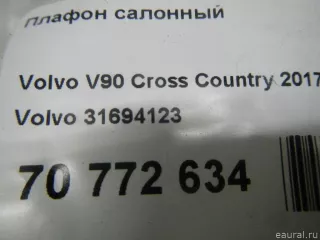 Плафон салонный
Volvo V90 Cross Country 2017
Volvo 31694123
70 772 634
eaural.ru